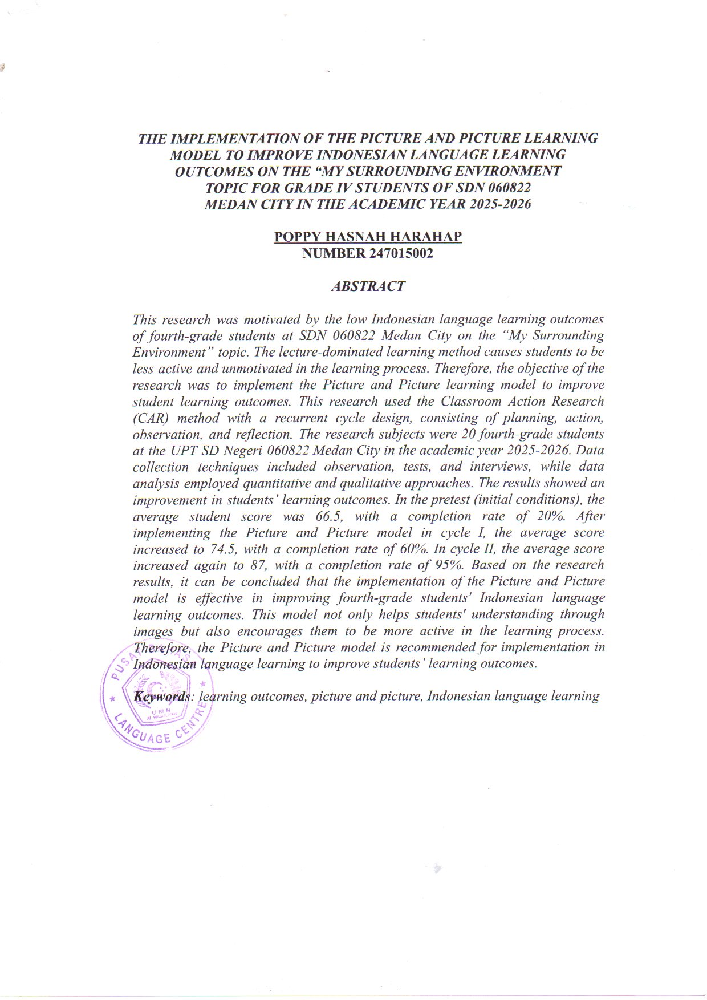 THE IMPLEMENTATION OF THE PICTURE AND PICTURE LEARNING
MODEL TO IMPROVE INDONESIAN LANGUAGE LEARNING
OUTCOMES ON THE “MY SURROUNDING ENVIRONMENT
TOPIC FOR GRADE IV STUDENTS OF SDN 060822
MEDAN CITY IN THE ACADEMIC YEAR 2025-2026
POPPY HASNAH HARAHAP
NUMBER 247015002
ABSTRACT
This research was motivated by the low Indonesian language learning outcomes
of fourth-grade students at SDN 060822 Medan City on the “My Surrounding
Environment” topic. The lecture-dominated learning method causes students to be
less active and unmotivated in the learning process. Therefore, the objective of the
research was to implement the Picture and Picture learning model to improve
student learning outcomes. This research used the Classroom Action Research
(CAR) method with a recurrent cycle design, consisting of planning, action,
observation, and reflection. The research subjects were 20 fourth-grade students
at the UPT SD Negeri 060822 Medan City in the academic year 2025-2026. Data
collection techniques included observation, tests, and interviews, while data
analysis employed quantitative and qualitative approaches. The results showed an
improvement in students’ learning outcomes. In the pretest (initial conditions), the
average student score was 66.5, with a completion rate of 20%. After
implementing the Picture and Picture model in cycle I, the average score
increased to 74.5, with a completion rate of 60%. In cycle II, the average score
increased again to 87, with a completion rate of 95%. Based on the research
results, it can be concluded that the implementation of the Picture and Picture
model is effective in improving fourth-grade students' Indonesian language
learning outcomes. This model not only helps students' understanding through
images but also encourages them to be more active in the learning process.
Therefore, the Picture and Picture model is recommended for implementation in
Indonesian language learning to improve students’ learning outcomes.
Keywords: learning outcomes, picture and picture, Indonesian language learning
PUSAT BAHASA
UMN
AL WASHLIYAH
LANGUAGE CENTRE